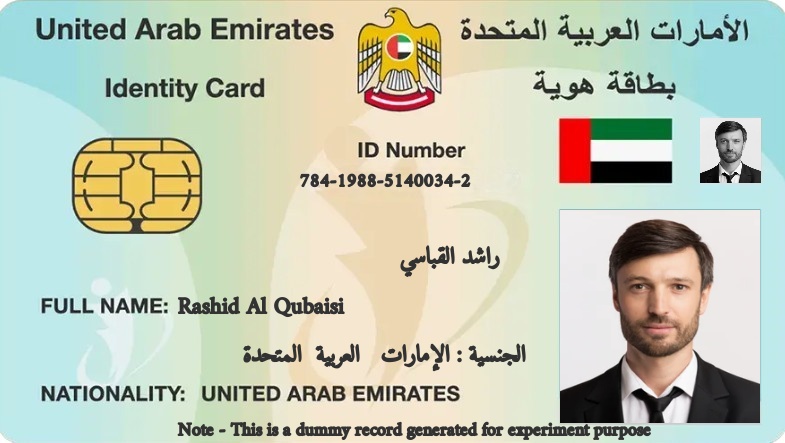 United Arab Emirates الأمارات العربية المتحدة
Identity Card بطاقة هوية
ID Number
784-1988-5140034-2
راشد القباسي
FULL NAME: Rashid Al Qubaisi
الجنسية : الإمارات العربية المتحدة
NATIONALITY: UNITED ARAB EMIRATES
Note - This is a dummy record generated for experiment purpose